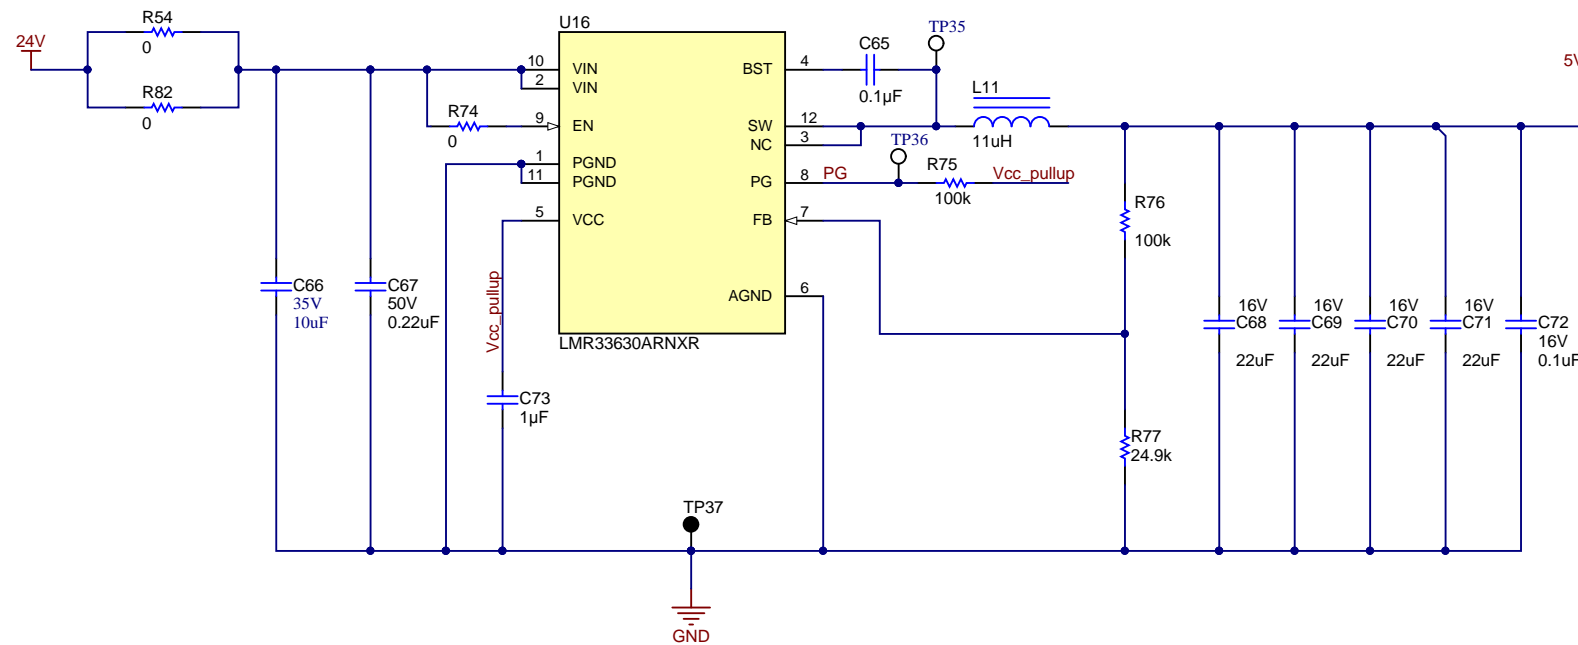 24V
R54
0
R82
0
U16
10
VIN
2
VIN
R74
0
9
EN
1
PGND
11
PGND
5
VCC
BST
4
SW
12
NC
3
PG
8
FB
7
AGND
6
LMR33630ARNXR
C65
0.1µF
TP35
L11
11uH
TP36
PG
R75
100k
Vcc_pullup
R76
100k
R77
24.9k
C66
35V
10uF
C67
50V
0.22uF
Vcc_pullup
C73
1µF
16V
C68
22uF
16V
C69
22uF
16V
C70
22uF
16V
C71
22uF
C72
16V
0.1uF
5V
TP37
GND